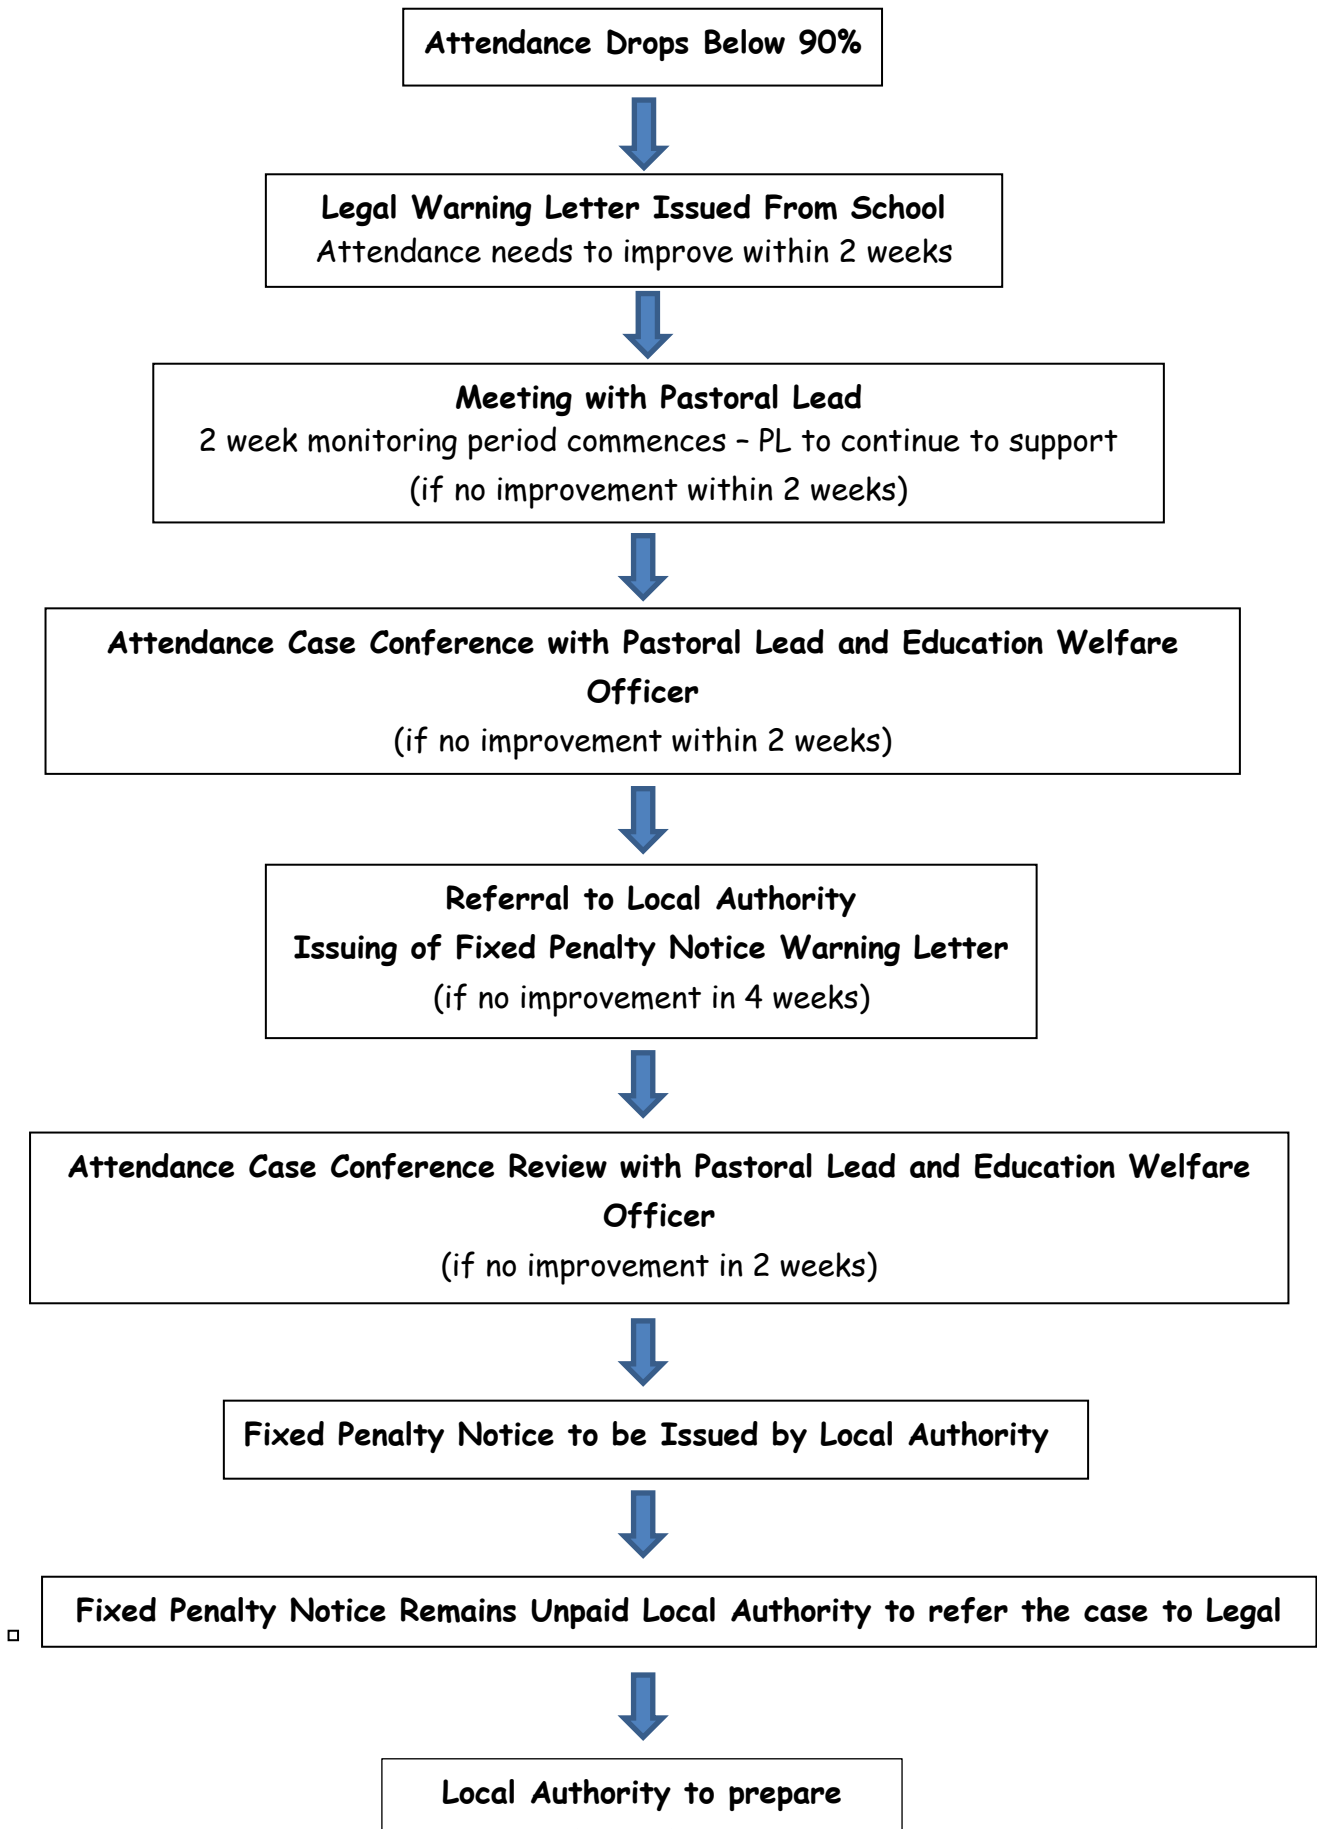 Attendance Drops Below 90%
Legal Warning Letter Issued From School
Attendance needs to improve within 2 weeks
Meeting with Pastoral Lead
2 week monitoring period commences – PL to continue to support
(if no improvement within 2 weeks)
Attendance Case Conference with Pastoral Lead and Education Welfare
Officer
(if no improvement within 2 weeks)
Referral to Local Authority
Issuing of Fixed Penalty Notice Warning Letter
(if no improvement in 4 weeks)
Attendance Case Conference Review with Pastoral Lead and Education Welfare
Officer
(if no improvement in 2 weeks)
Fixed Penalty Notice to be Issued by Local Authority
Fixed Penalty Notice Remains Unpaid Local Authority to refer the case to Legal
Local Authority to prepare